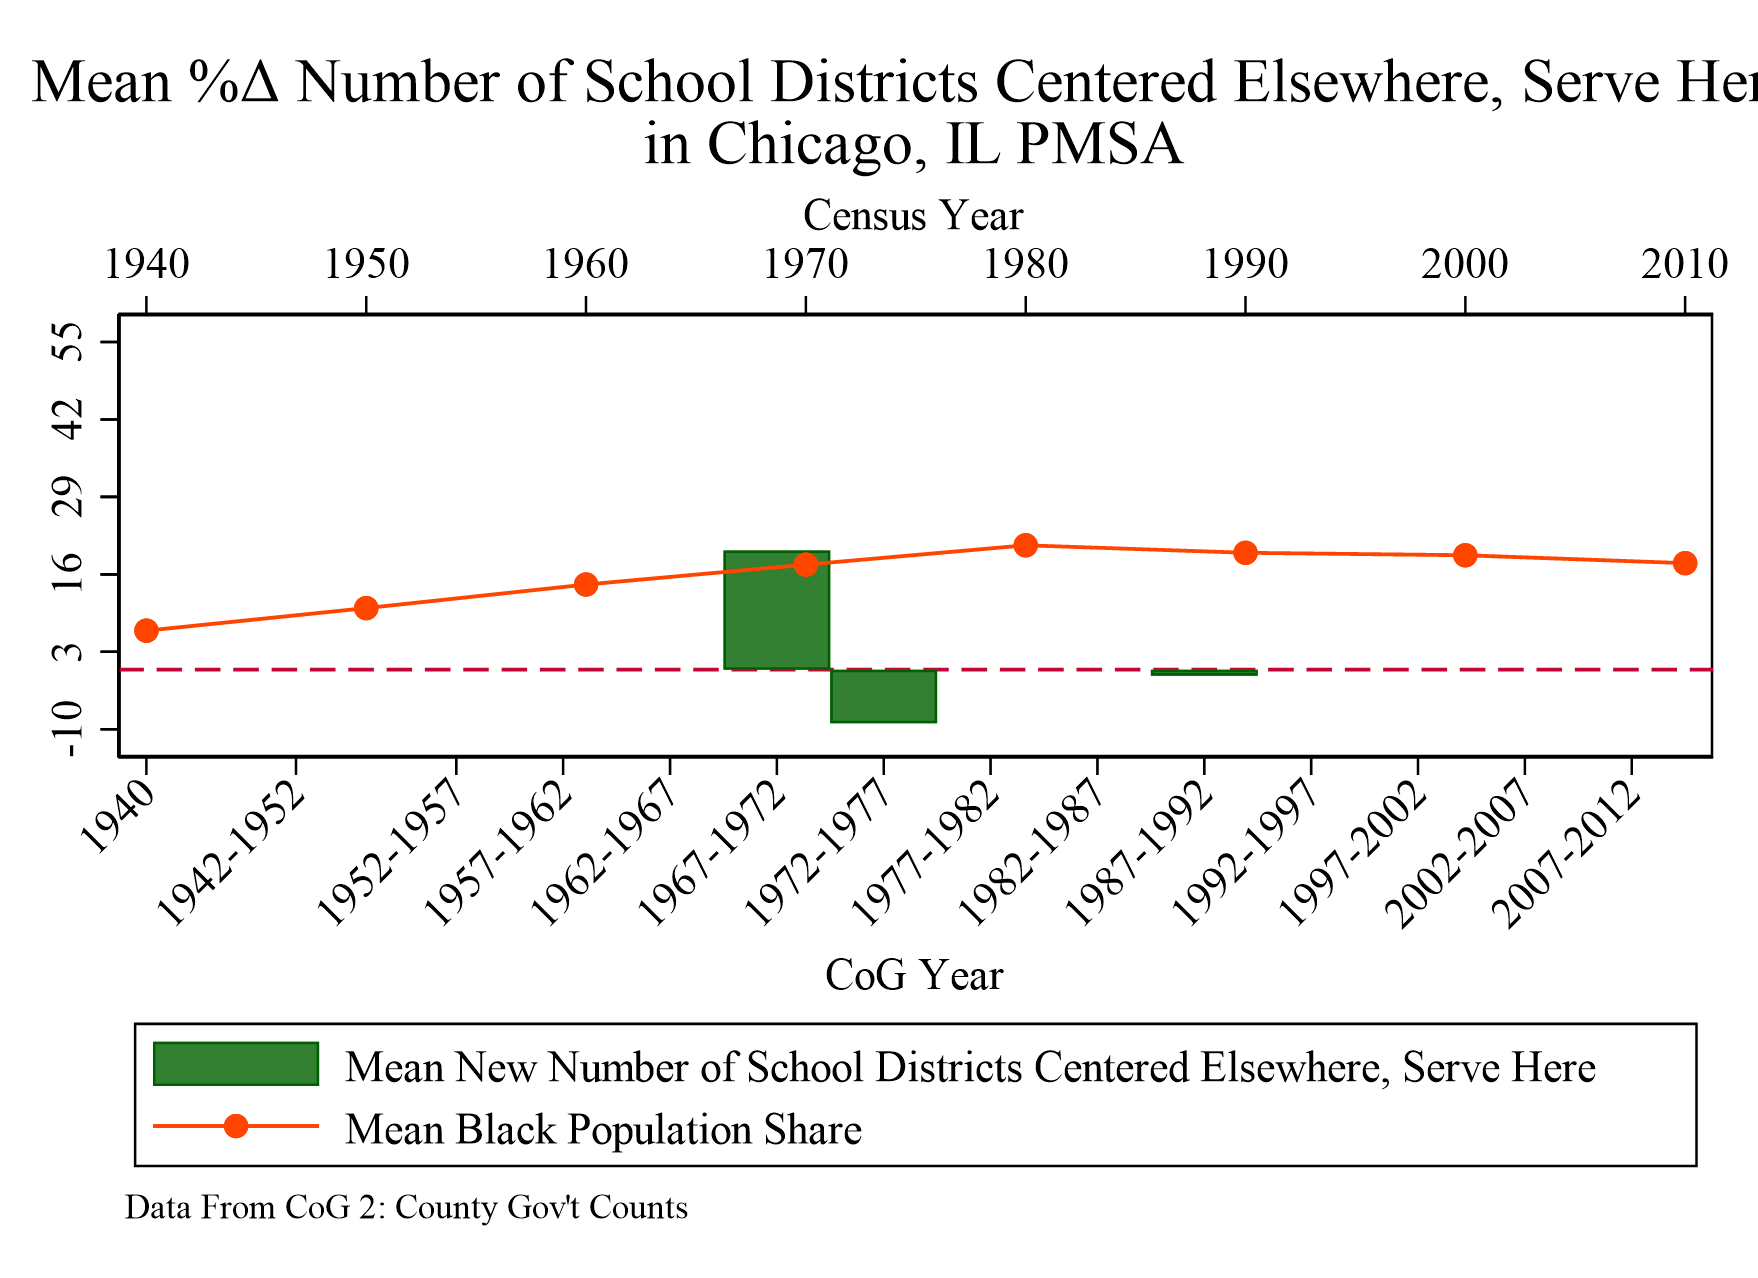 Mean %Δ Number of School Districts Centered Elsewhere, Serve Her
in Chicago, IL PMSA
Census Year
1940 1950 1960 1970 1980 1990 2000 2010
55
42
29
16
3
-10
1940 1942-1952 1952-1957 1957-1962 1962-1967 1967-1972 1972-1977 1977-1982 1982-1987 1987-1992 1992-1997 1997-2002 2002-2007 2007-2012
CoG Year
Mean New Number of School Districts Centered Elsewhere, Serve Here
Mean Black Population Share
Data From CoG 2: County Gov't Counts